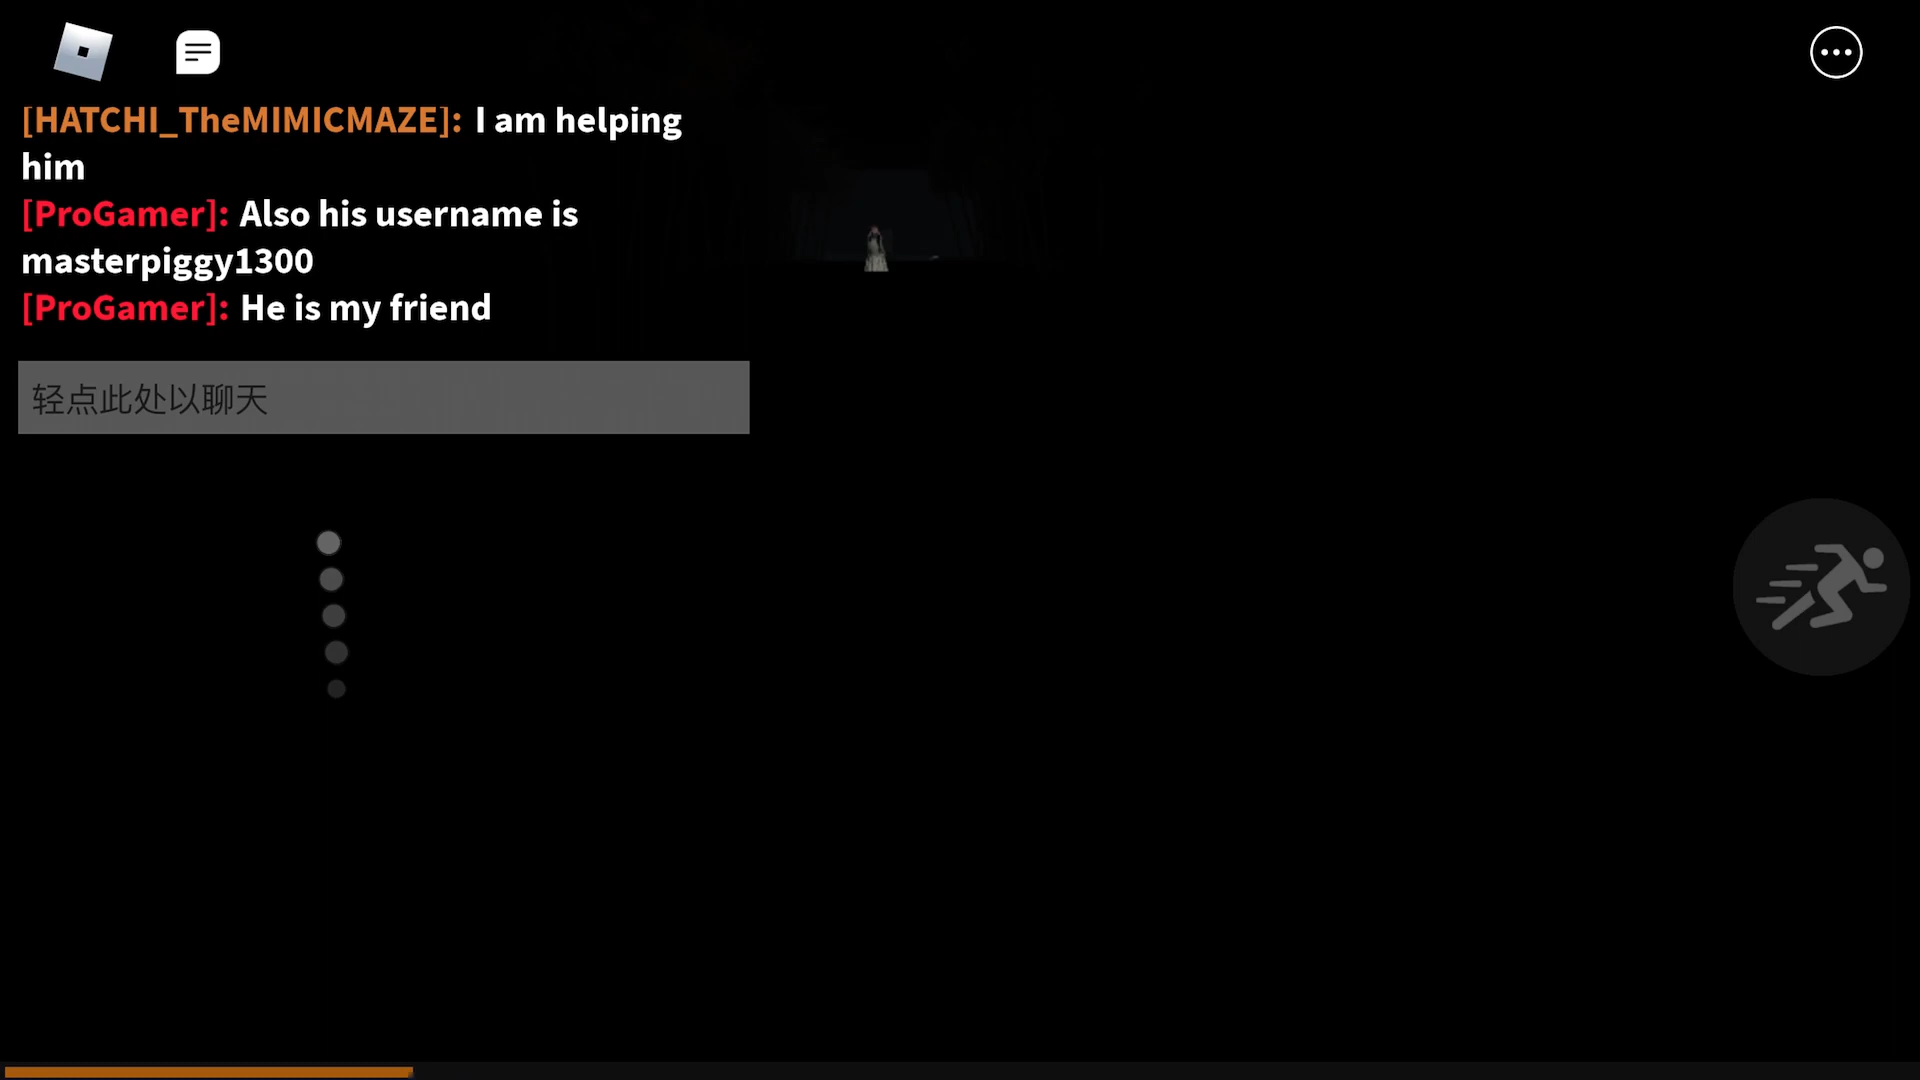 [HATCHI_TheMIMICMAZE]: I am helping
him
[ProGamer]: Also his username is
masterpiggy1300
[ProGamer]: He is my friend
轻点此处以聊天